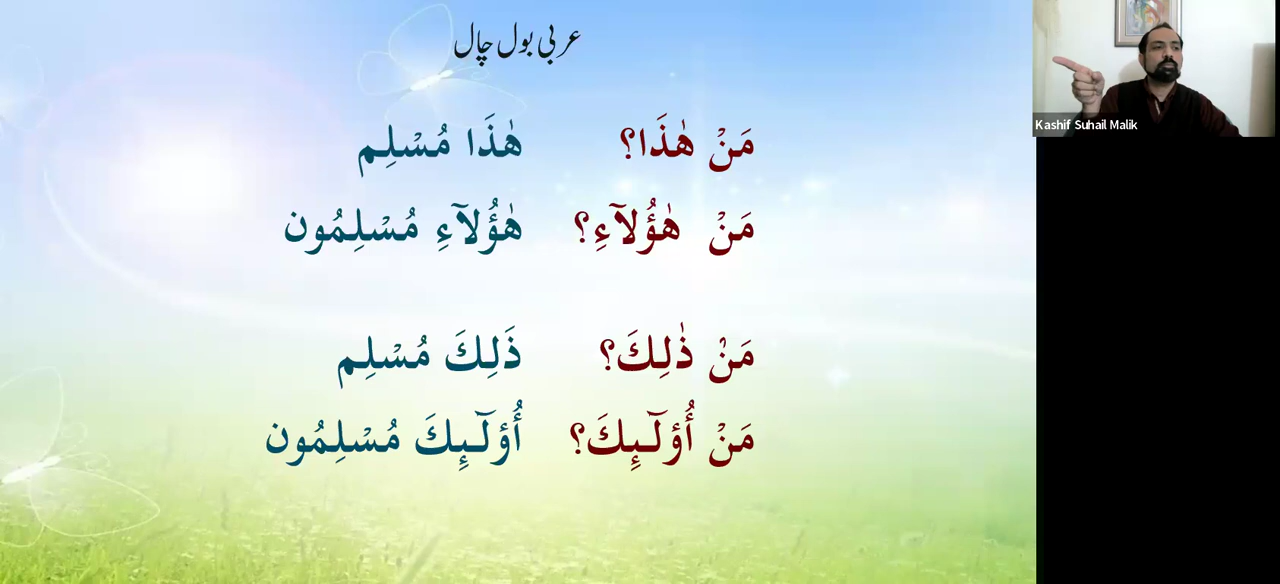 عربی بول چال
مَنْ هٰذَا؟ هٰذَا مُسْلِم
مَنْ هٰؤُلَآءِ؟ هٰؤُلَآءِ مُسْلِمُون
مَنْ ذٰلِكَ؟ ذَلِكَ مُسْلِم
مَنْ أُوْلَـٰٓئِكَ؟ أُوْلَـٰٓئِكَ مُسْلِمُون
Kashif Suhail Malik